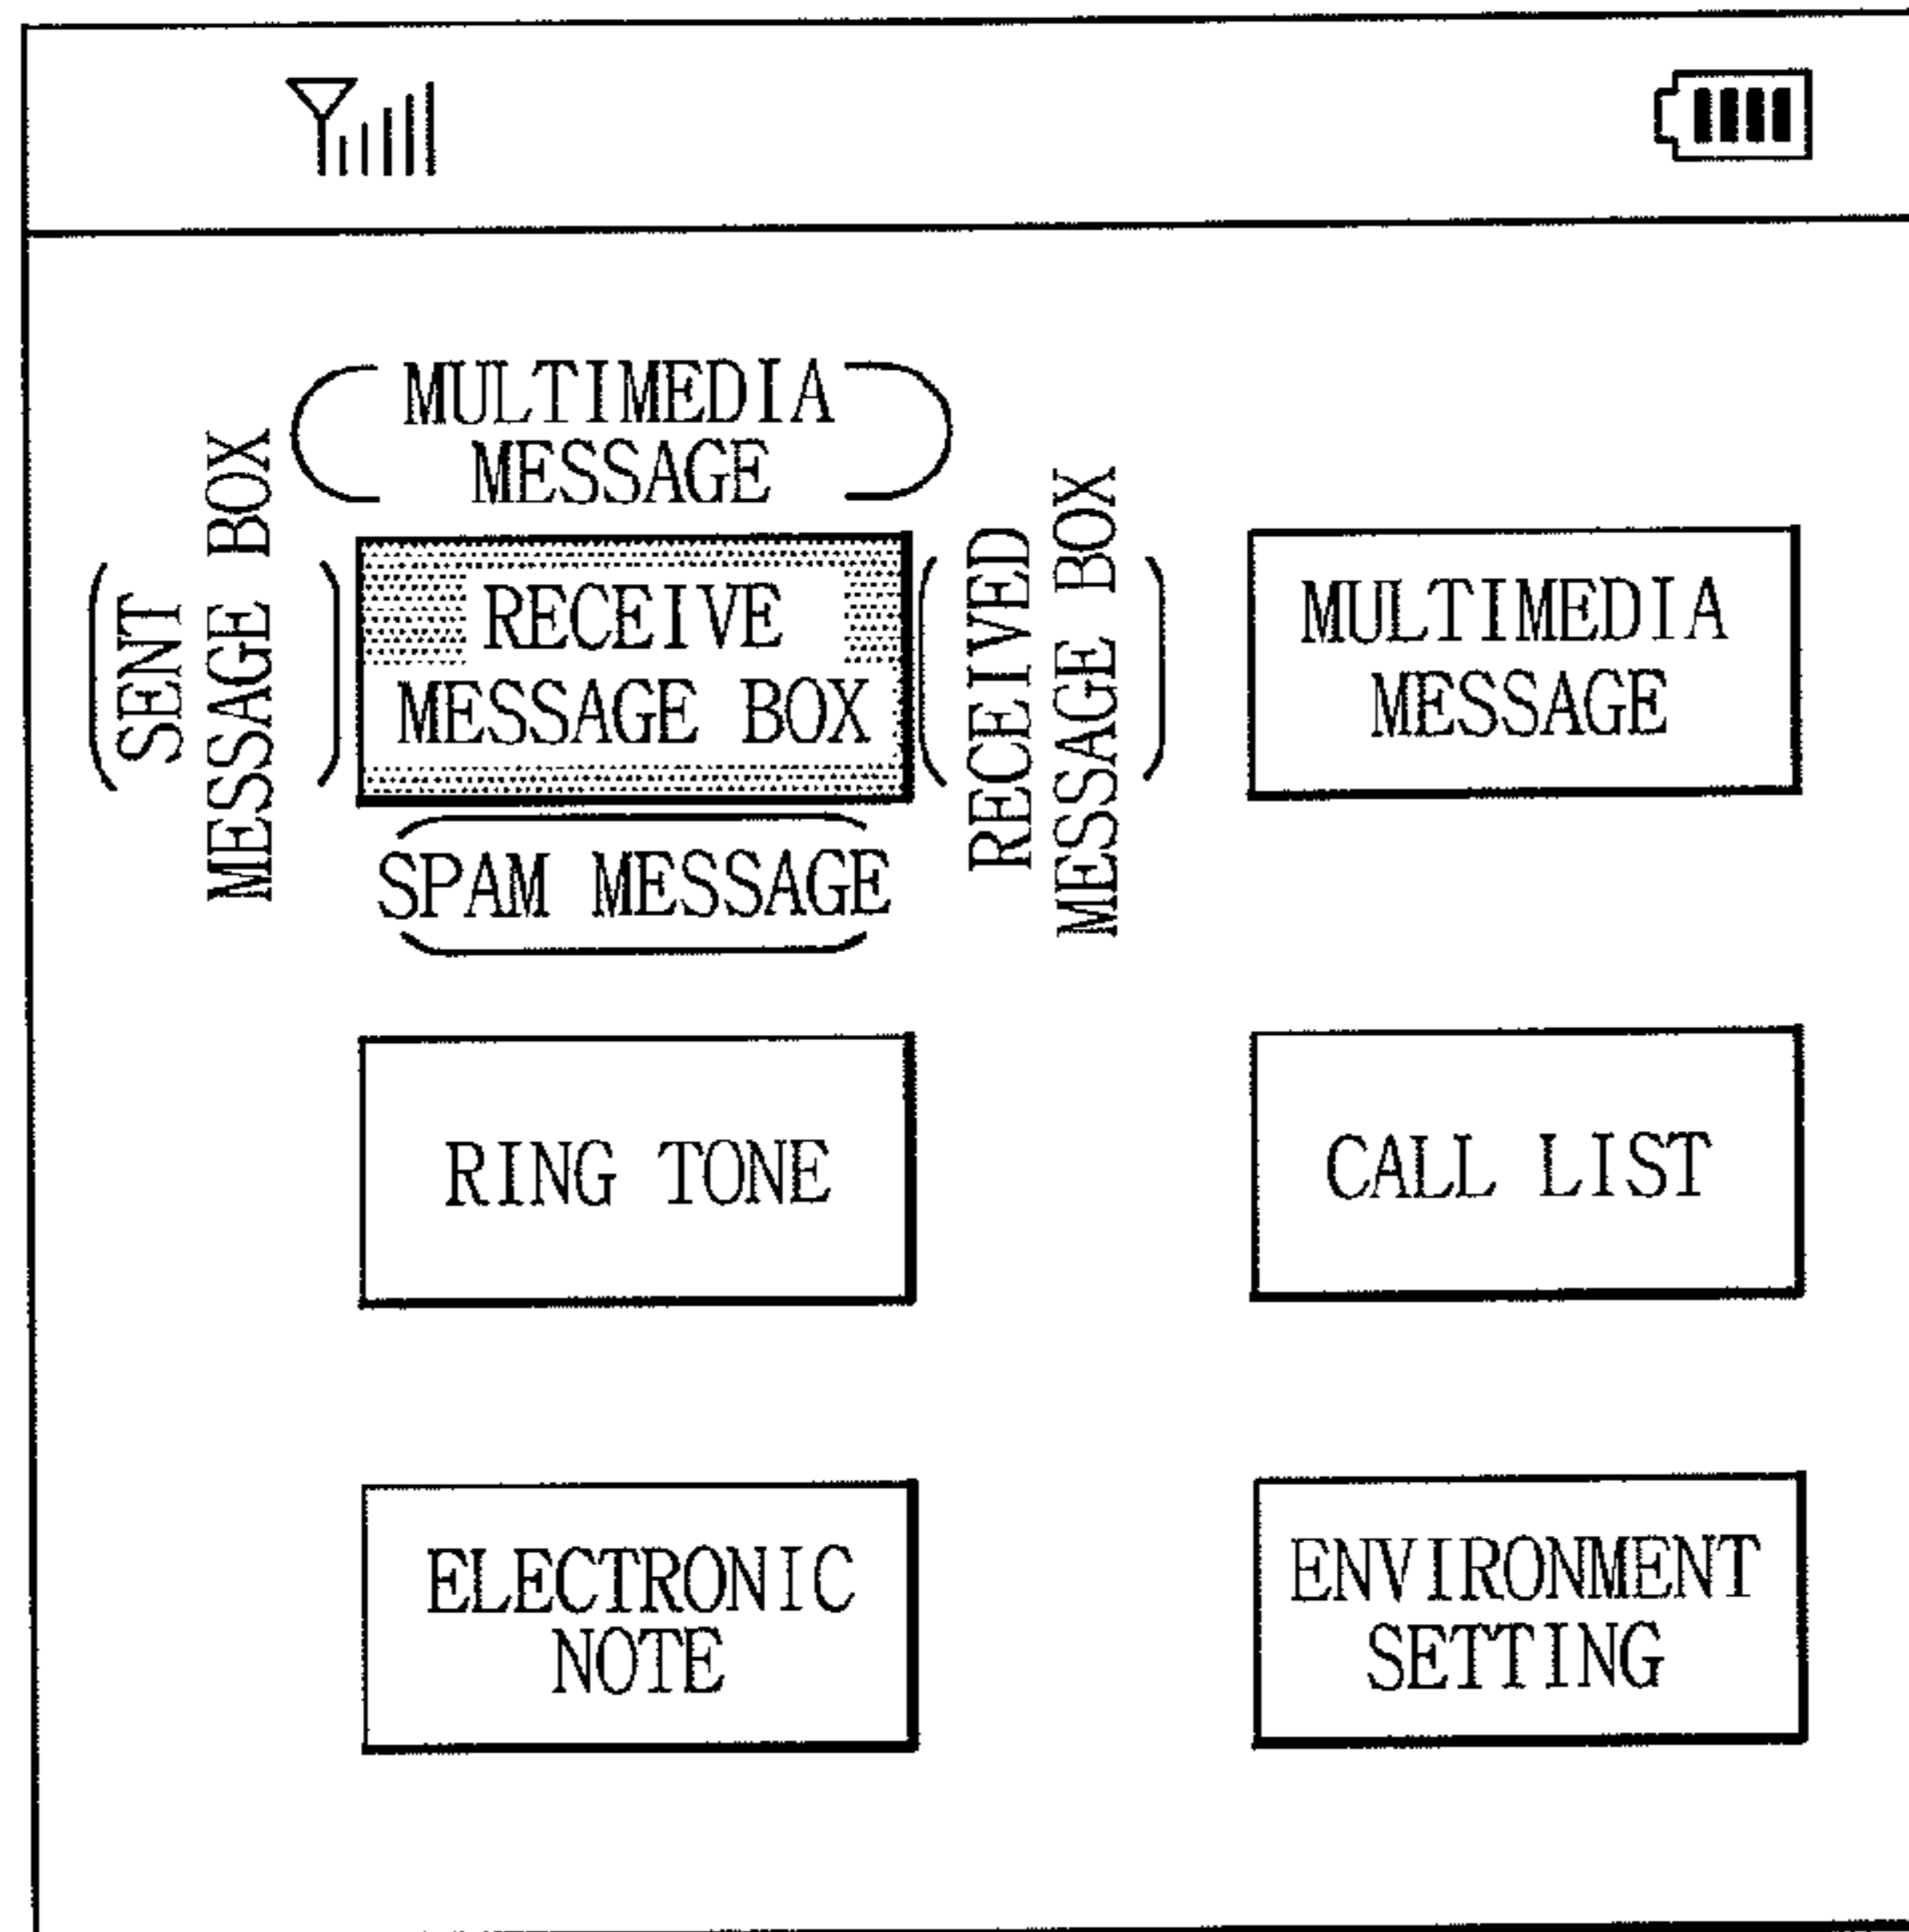 MULTIMEDIA
MESSAGE
SENT
MESSAGE BOX
RECEIVE
MESSAGE BOX
RECEIVED
MESSAGE BOX
SPAM MESSAGE
MULTIMEDIA
MESSAGE
RING TONE
CALL LIST
ELECTRONIC
NOTE
ENVIRONMENT
SETTING